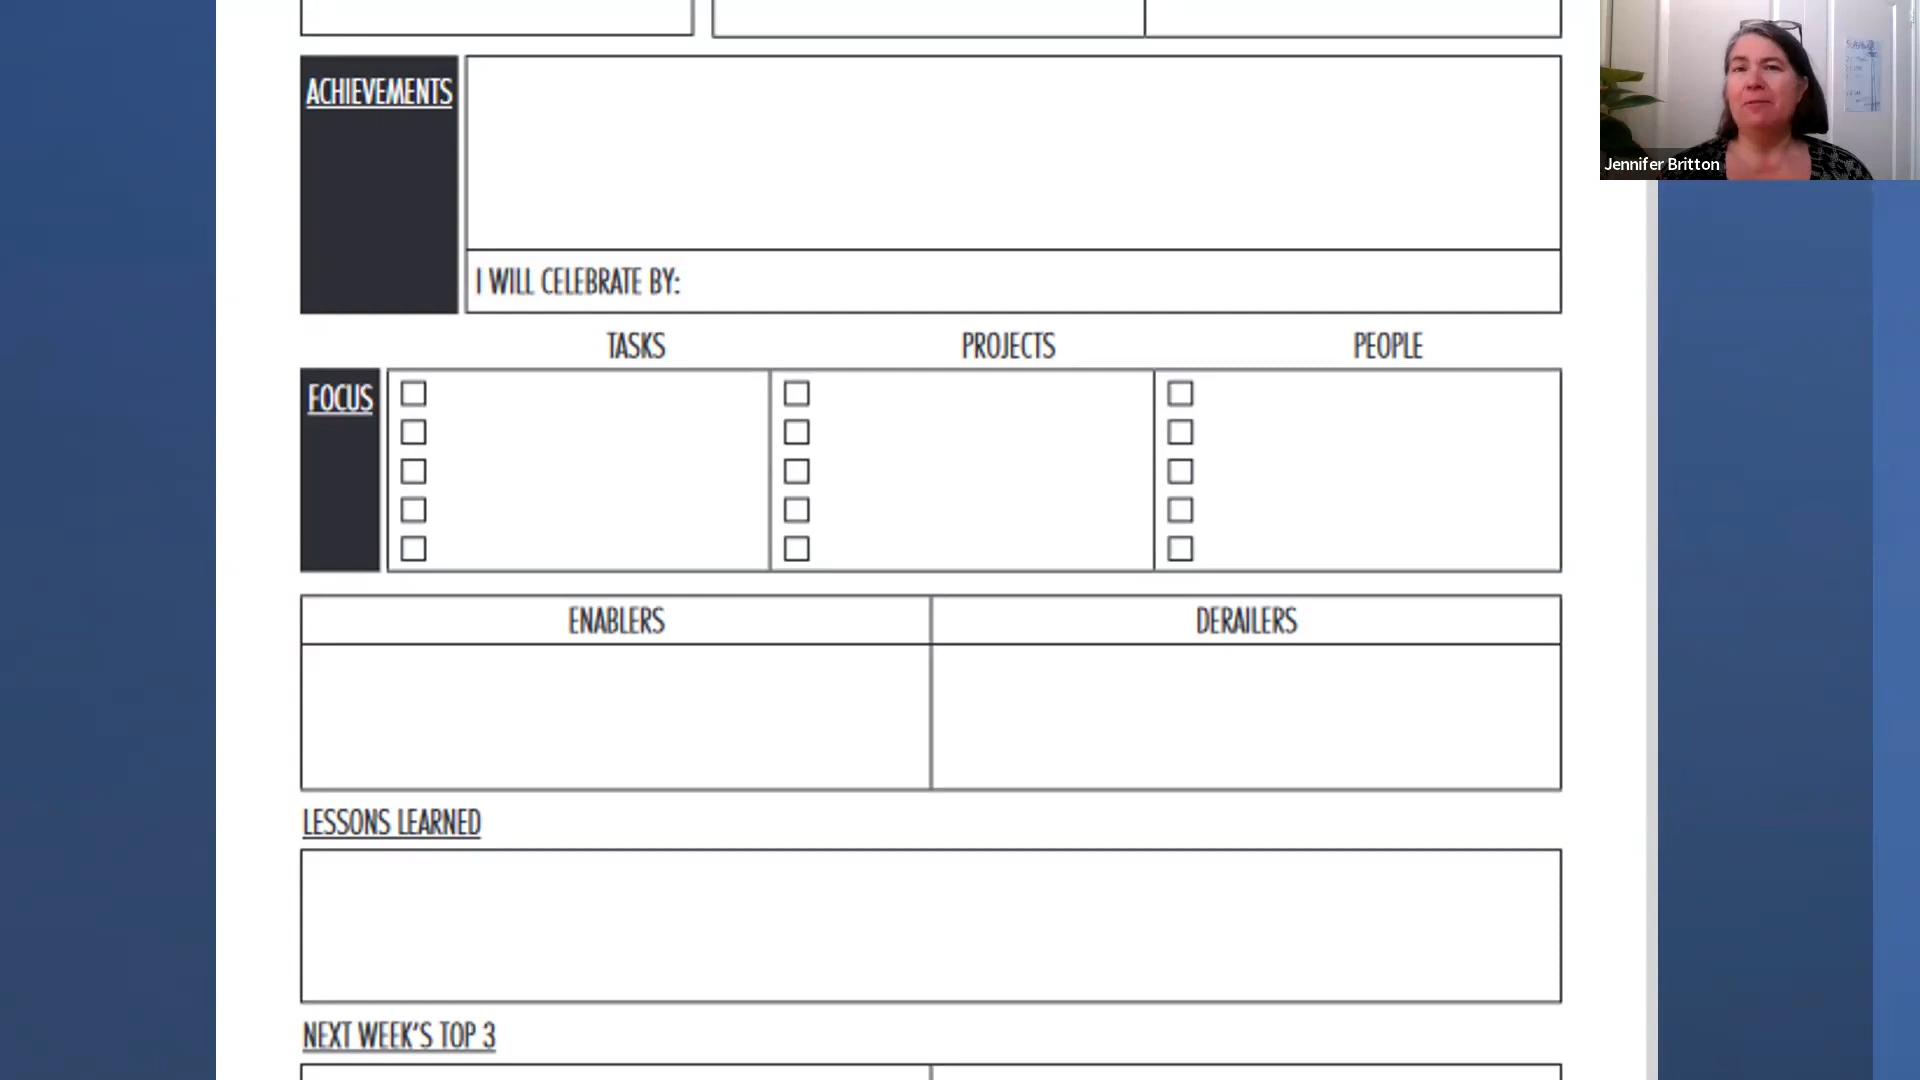 Jennifer Britton
ACHIEVEMENTS
I WILL CELEBRATE BY:
TASKS PROJECTS PEOPLE
FOCUS
ENABLERS DERAILERS
LESSONS LEARNED
NEXT WEEK'S TOP 3